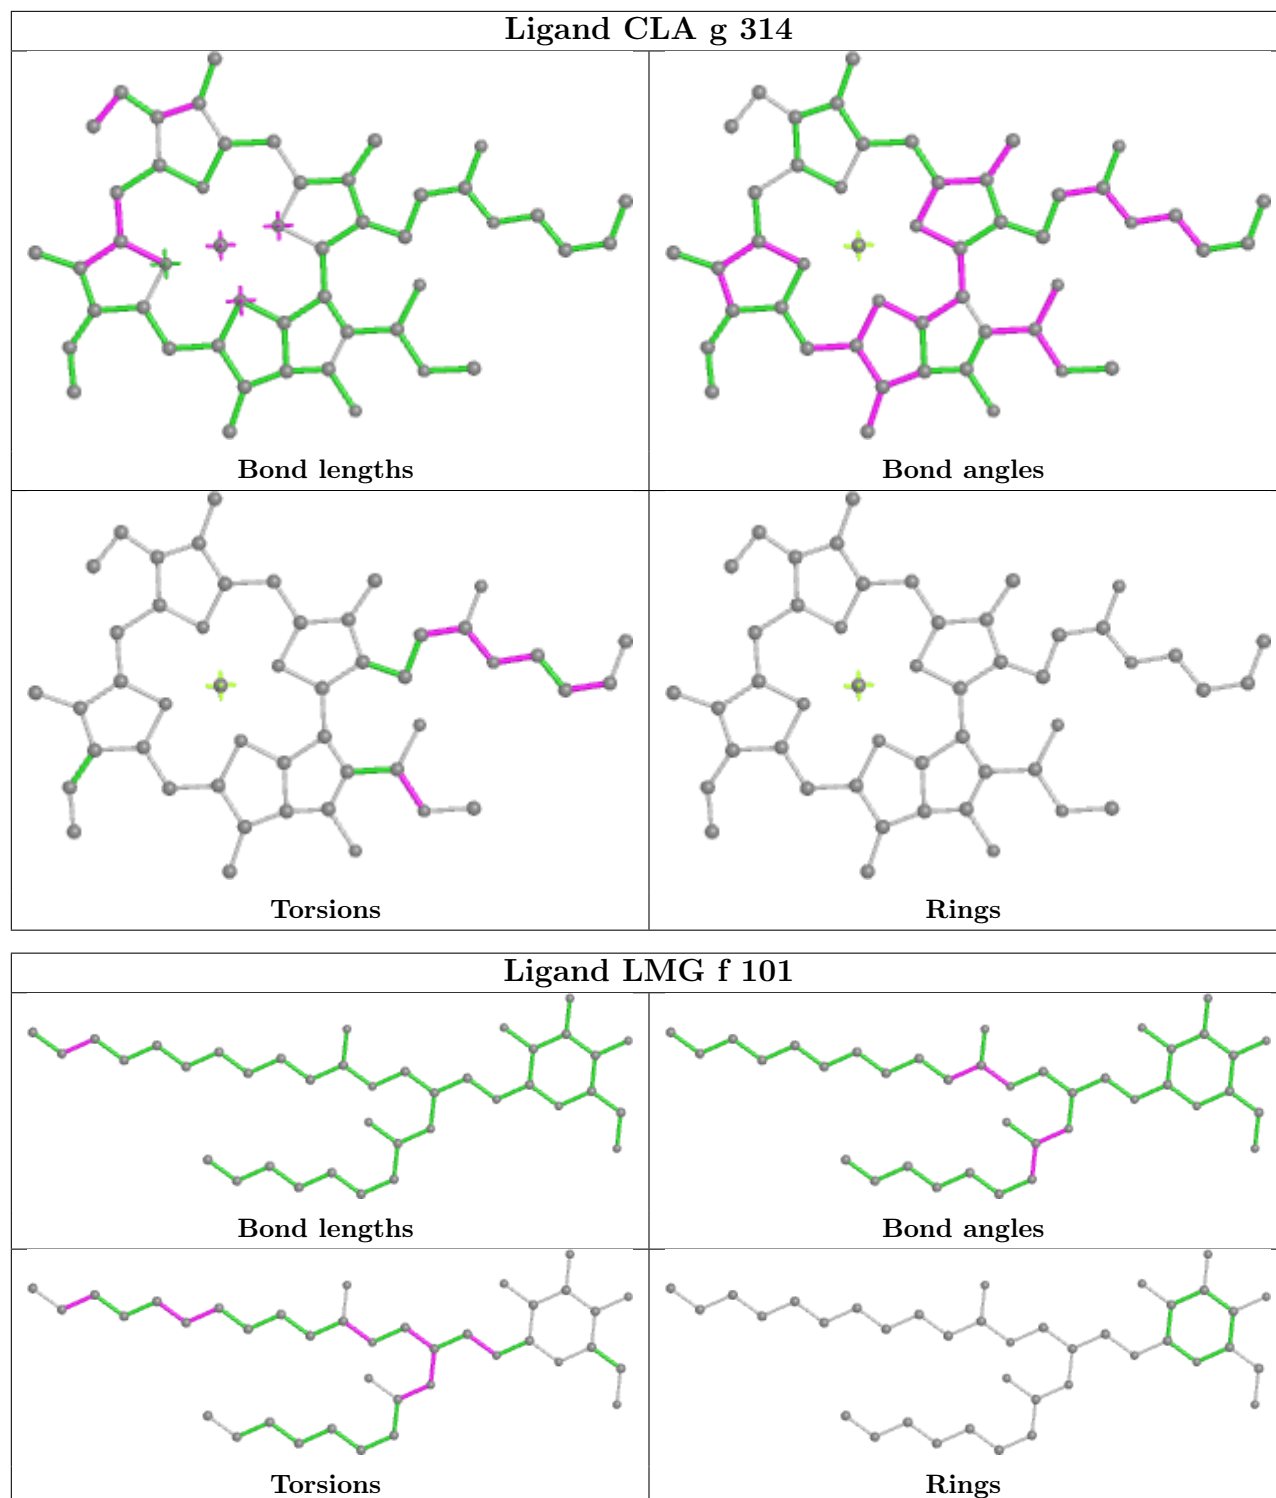 Ligand CLA g 314
Bond lengths
Bond angles
Torsions
Rings
Ligand LMG f 101
Bond lengths
Bond angles
Torsions
Rings